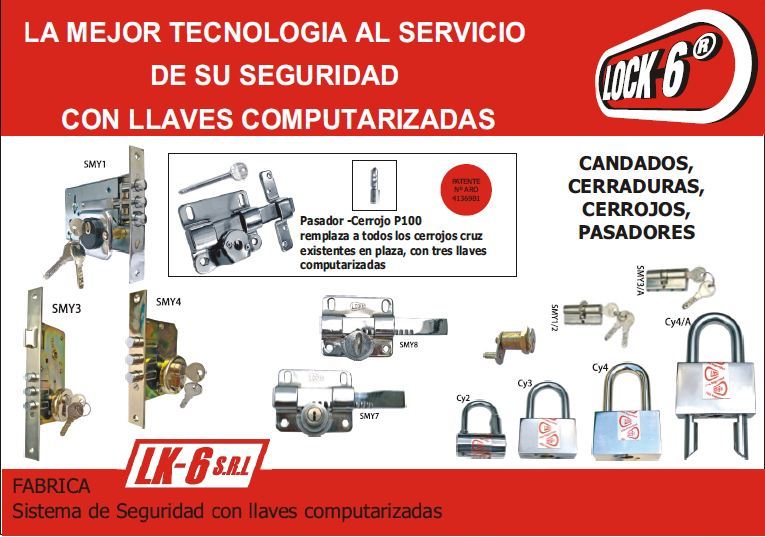 LA MEJOR TECNOLOGIA AL SERVICIO
DE SU SEGURIDAD
CON LLAVES COMPUTARIZADAS
LOCK-6®
SMY1
PATENTE
Nº ARD
4136981
Pasador -Cerrojo P100
remplaza a todos los cerrojos cruz
existentes en plaza, con tres llaves
computarizadas
CANDADOS,
CERRADURAS,
CERROJOS,
PASADORES
SMY3
SMY4
SMY8
SMY7
SMY1/2
SMY3/A
Cy2
Cy3
Cy4
Cy4/A
LK-6 S.R.L
FABRICA
Sistema de Seguridad con llaves computarizadas